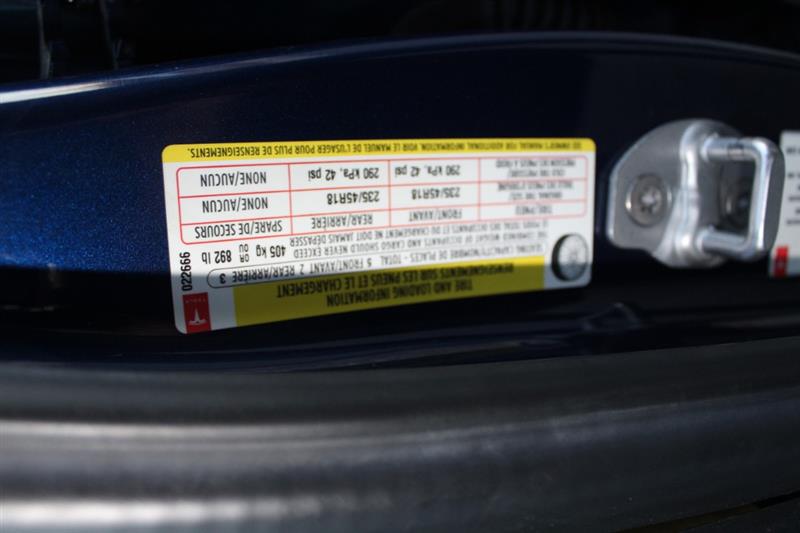 TIRE AND LOADING INFORMATION
RENSEIGNEMENTS SUR LES PNEUS ET LE CHARGEMENT
SEATING CAPACITY/NOMBRE DE PLACES - TOTAL 5 FRONT/AVANT 2 REAR/ARRIÈRE 3
THE COMBINED WEIGHT OF OCCUPANTS AND CARGO SHOULD NEVER EXCEED
LE POIDS TOTAL DES OCCUPANTS ET CHARGEMENT NE DOIT JAMAIS DÉPASSER
405 kg OR OU 892 lb
TIRE/PNEU FRONT/AVANT REAR/ARRIÈRE SPARE/DE SECOURS
ORIGINAL TIRE SIZE 235/45R18 235/45R18 NONE/AUCUN
COLD TIRE PRESSURE
PRESSION DES PNEUS À FROID 290 kPa, 42 psi 290 kPa, 42 psi NONE/AUCUN
SEE OWNER'S MANUAL FOR ADDITIONAL INFORMATION. VOIR LE MANUEL DE L'USAGER POUR PLUS DE RENSEIGNEMENTS.
TESLA
022666